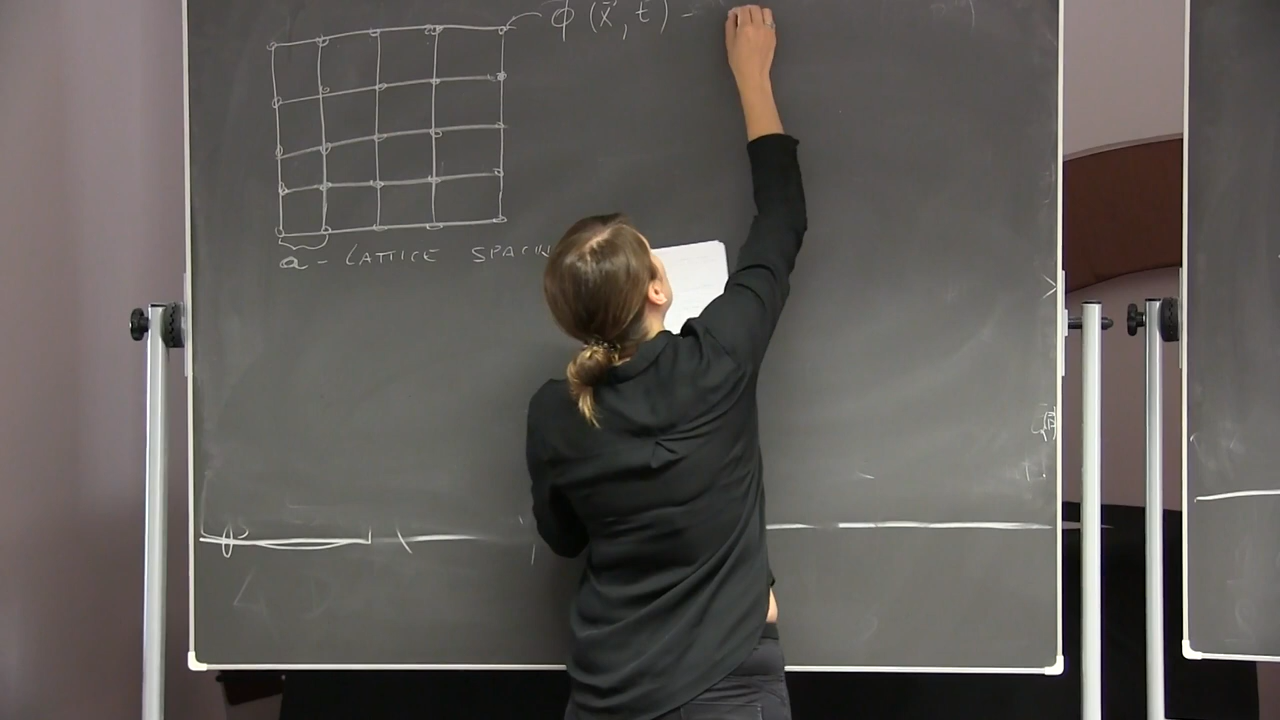 ϕ (x⃗, t) -
a - LATTICE SPACIN